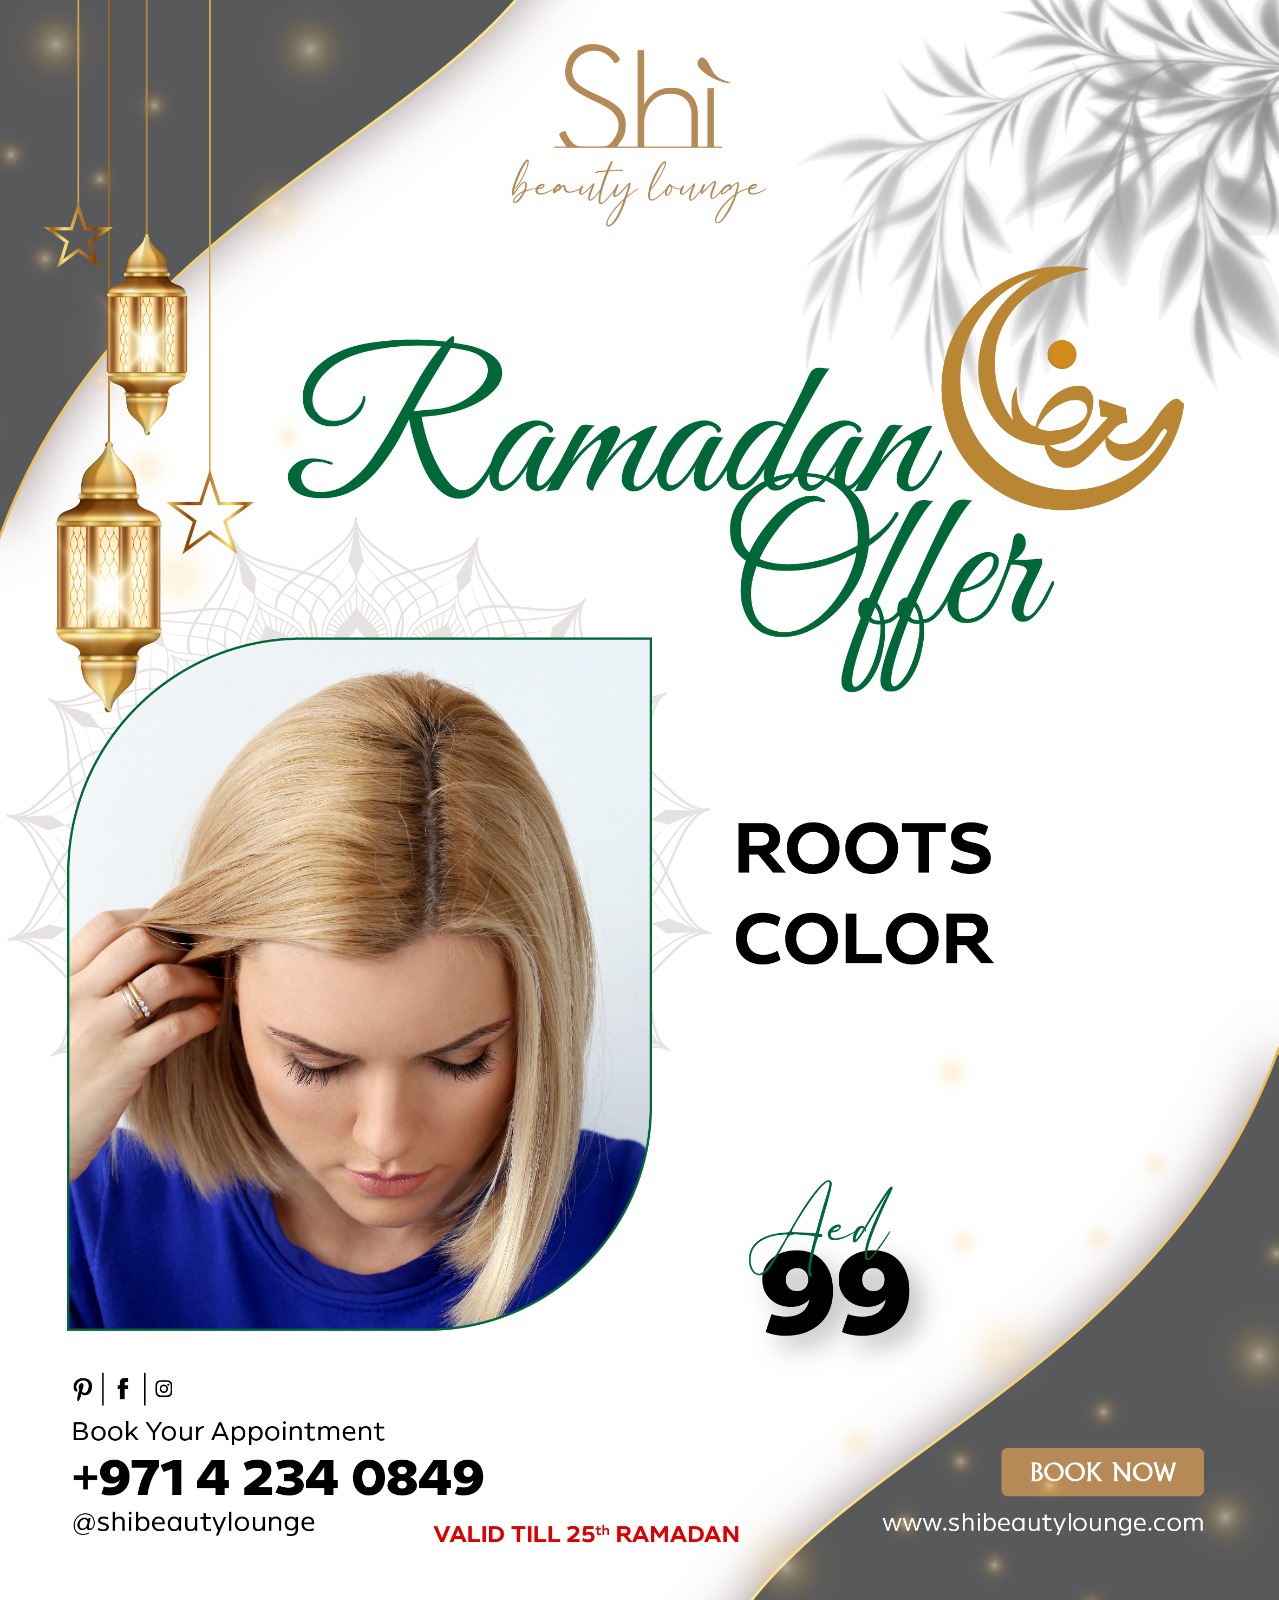 Shì
beauty lounge
Ramadan
رمضان
Offer
ROOTS
COLOR
Aed
99
Book Your Appointment
+971 4 234 0849
@shibeautylounge
VALID TILL 25th RAMADAN
BOOK NOW
www.shibeautylounge.com